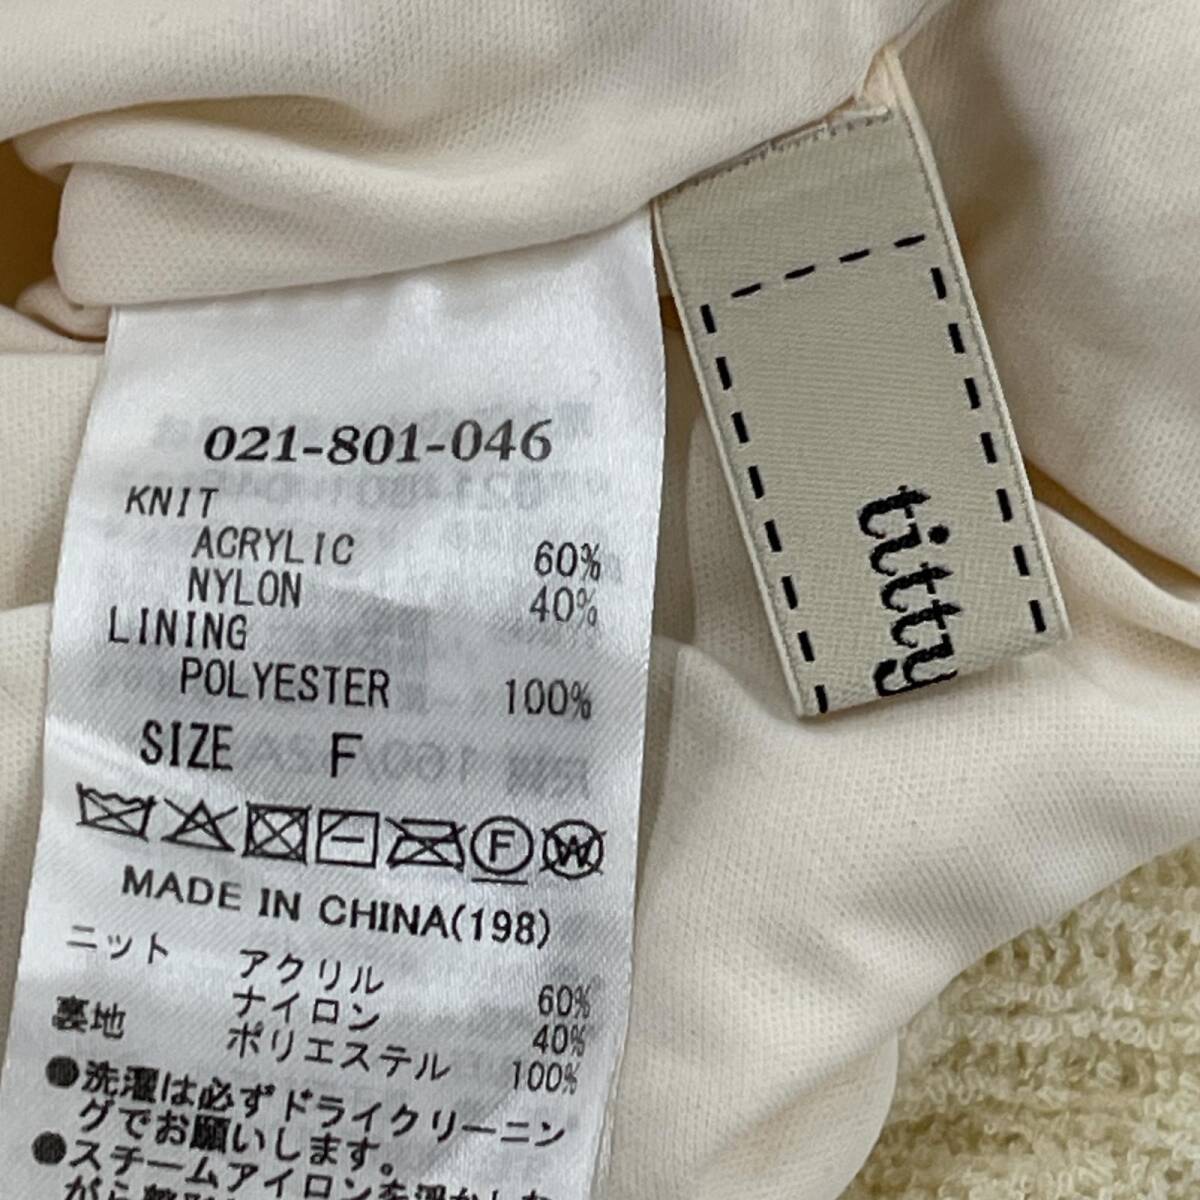 021-801-046
KNIT
ACRYLIC 60%
NYLON 40%
LINING
POLYESTER 100%
SIZE F
F W
MADE IN CHINA(198)
ニット アクリル 60%
ナイロン 40%
裏地 ポリエステル 100%
●洗濯は必ずドライクリーニン
グでお願いします。
●スチームアイロンを浮かしな
がら
titty